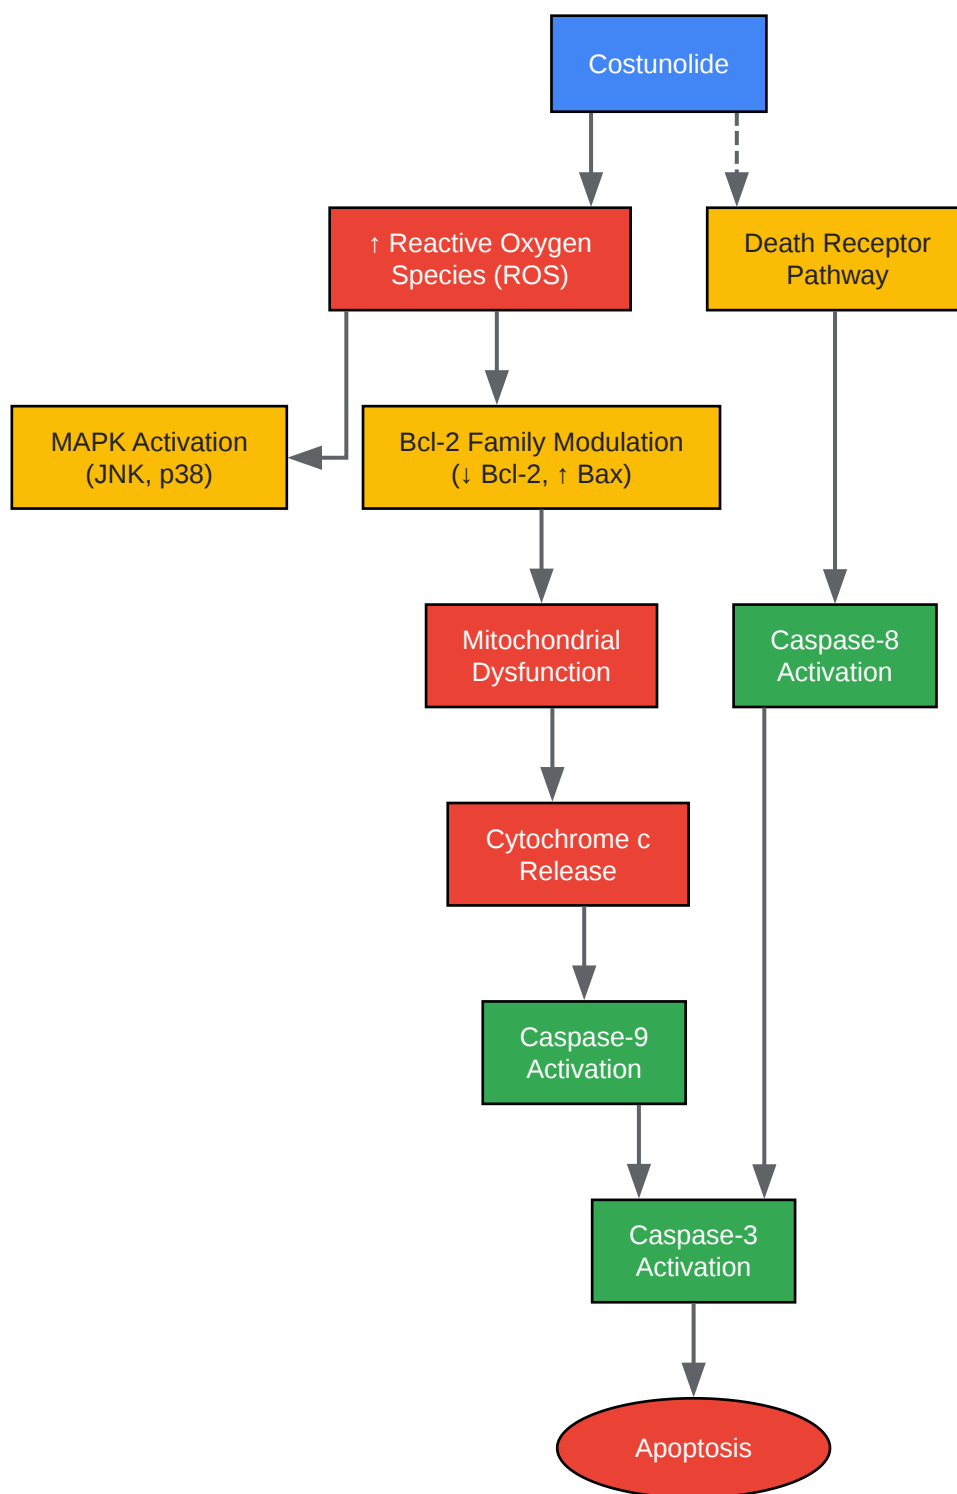 Costunolide
↑ Reactive Oxygen
Species (ROS)
Death Receptor
Pathway
MAPK Activation
(JNK, p38)
Bcl-2 Family Modulation
(↓ Bcl-2, ↑ Bax)
Mitochondrial
Dysfunction
Caspase-8
Activation
Cytochrome c
Release
Caspase-9
Activation
Caspase-3
Activation
Apoptosis